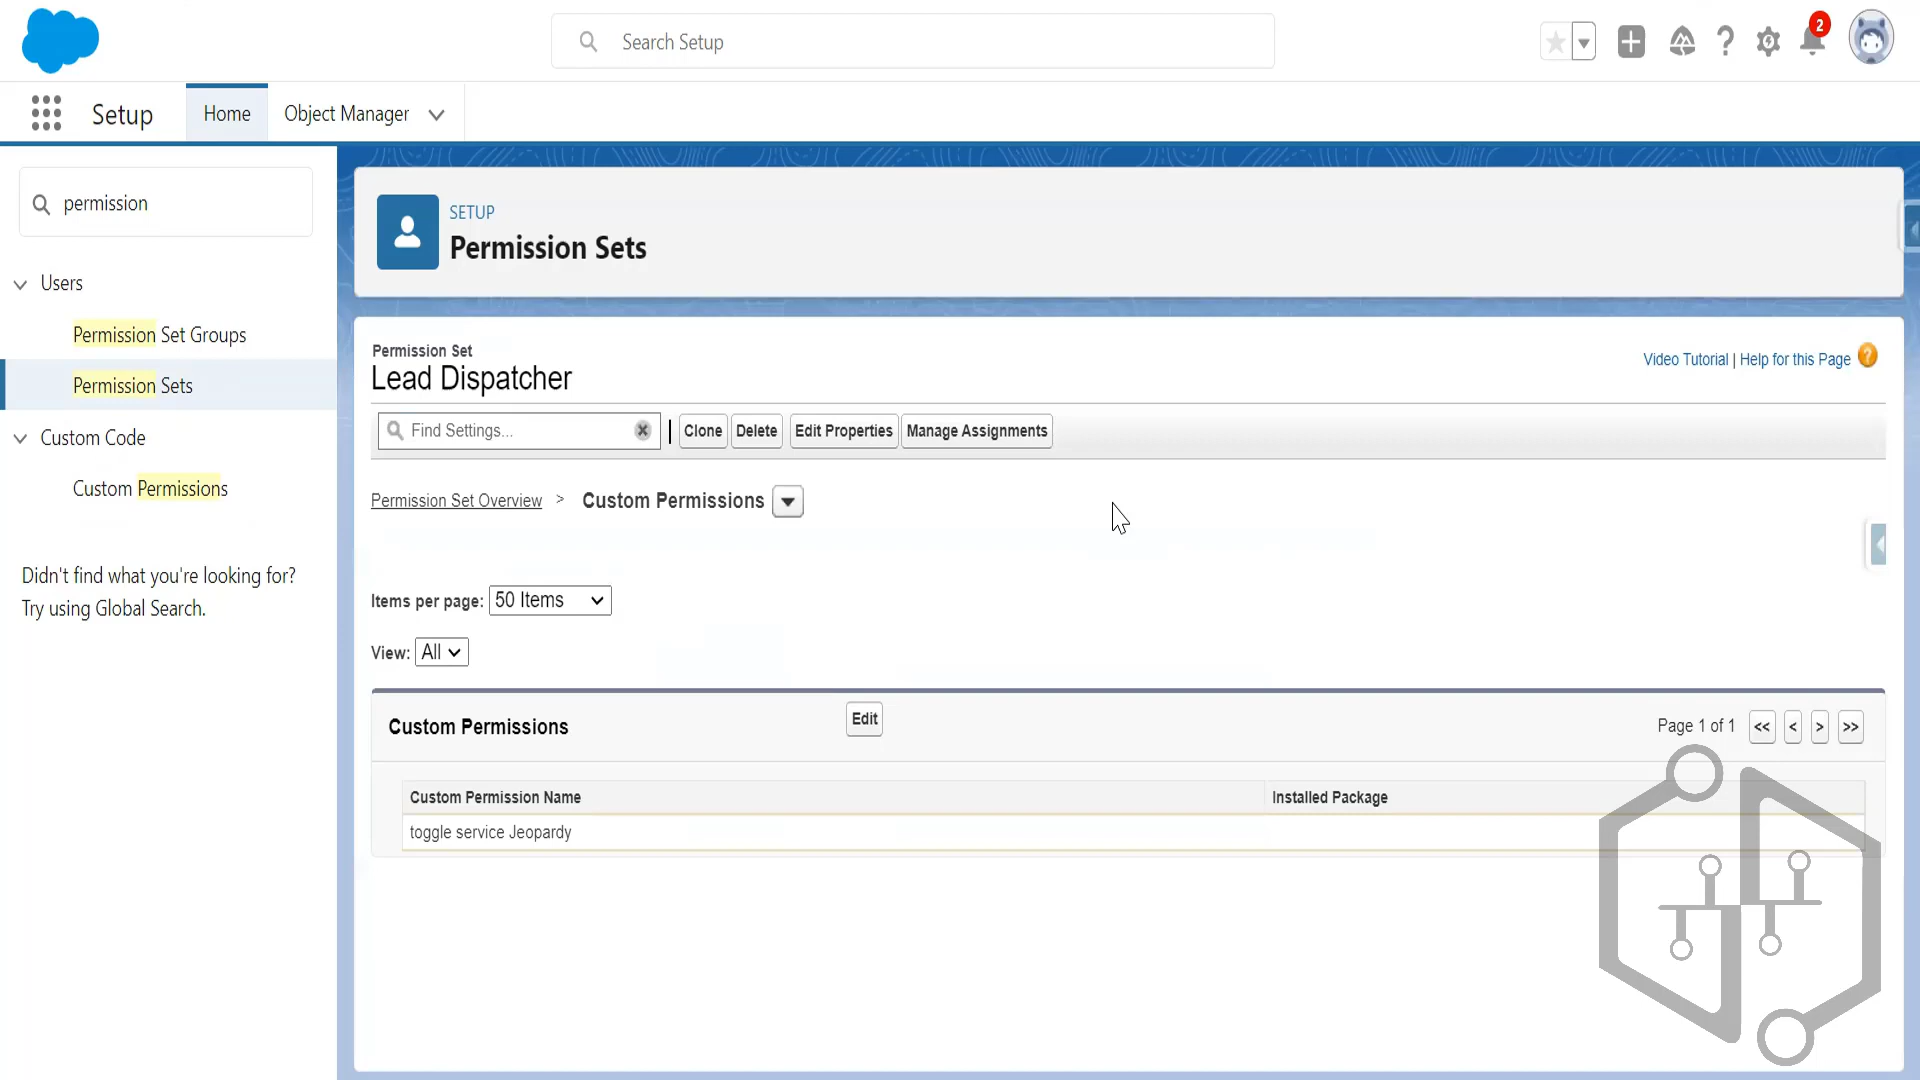 Search Setup
2
Setup
Home
Object Manager
permission
Users
Permission Set Groups
Permission Sets
Custom Code
Custom Permissions
Didn't find what you're looking for?
Try using Global Search.
SETUP
Permission Sets
Permission Set
Lead Dispatcher
Video Tutorial | Help for this Page
Find Settings...
Clone
Delete
Edit Properties
Manage Assignments
Permission Set Overview > Custom Permissions
Items per page: 50 Items
View: All
Custom Permissions
Edit
Page 1 of 1 << < > >>
Custom Permission Name
Installed Package
toggle service Jeopardy